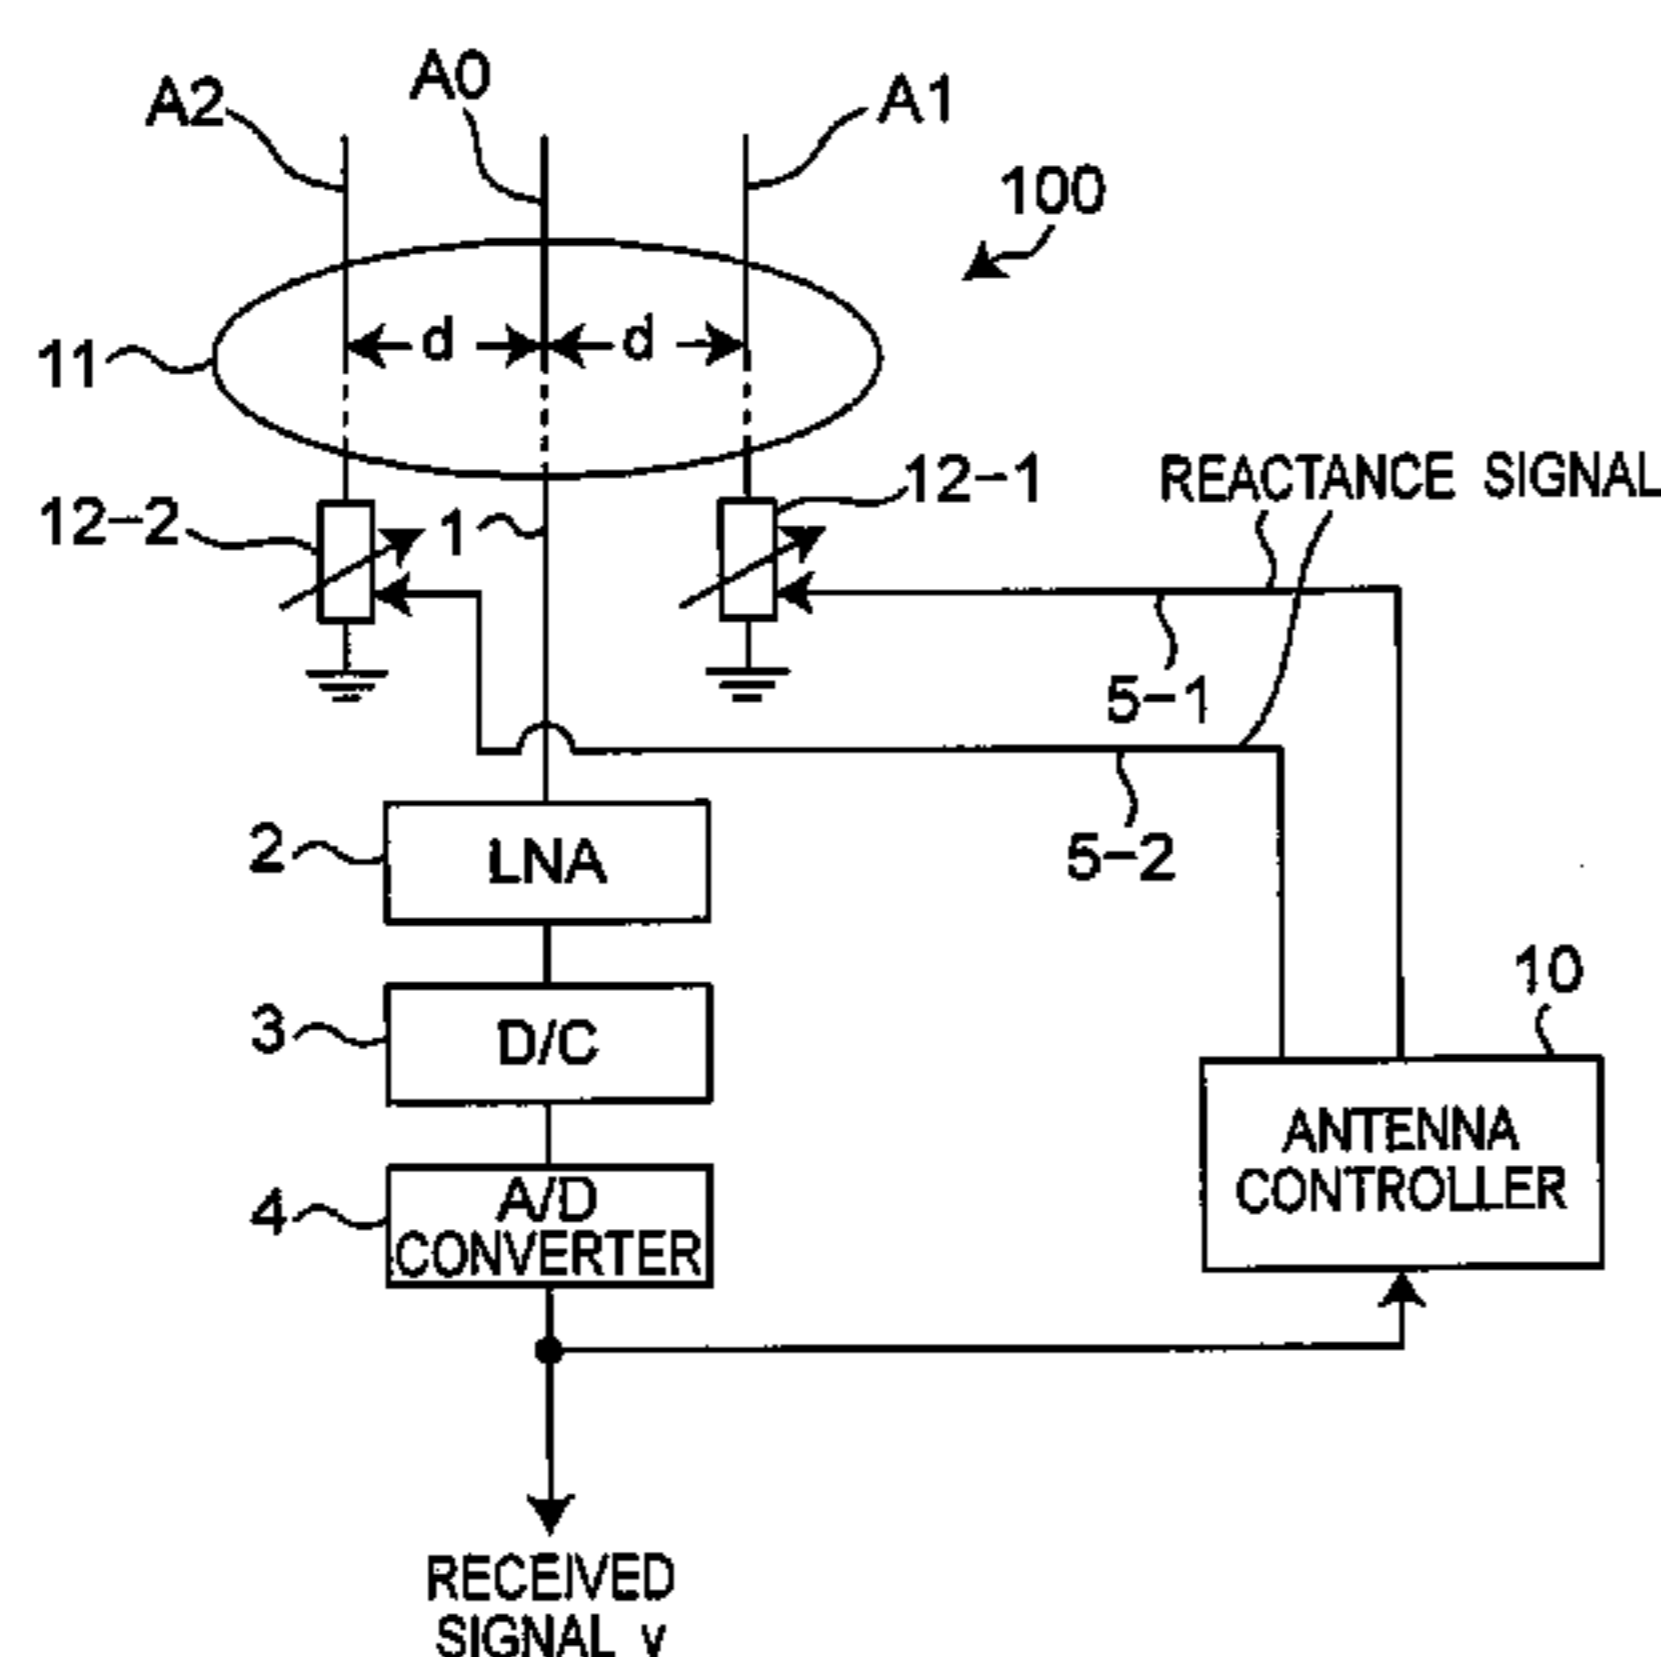 A2
A0
A1
100
11
d
d
12-2
1
12-1
REACTANCE SIGNAL
5-1
5-2
2
LNA
3
D/C
10
4
A/D
CONVERTER
ANTENNA
CONTROLLER
RECEIVED
SIGNAL v